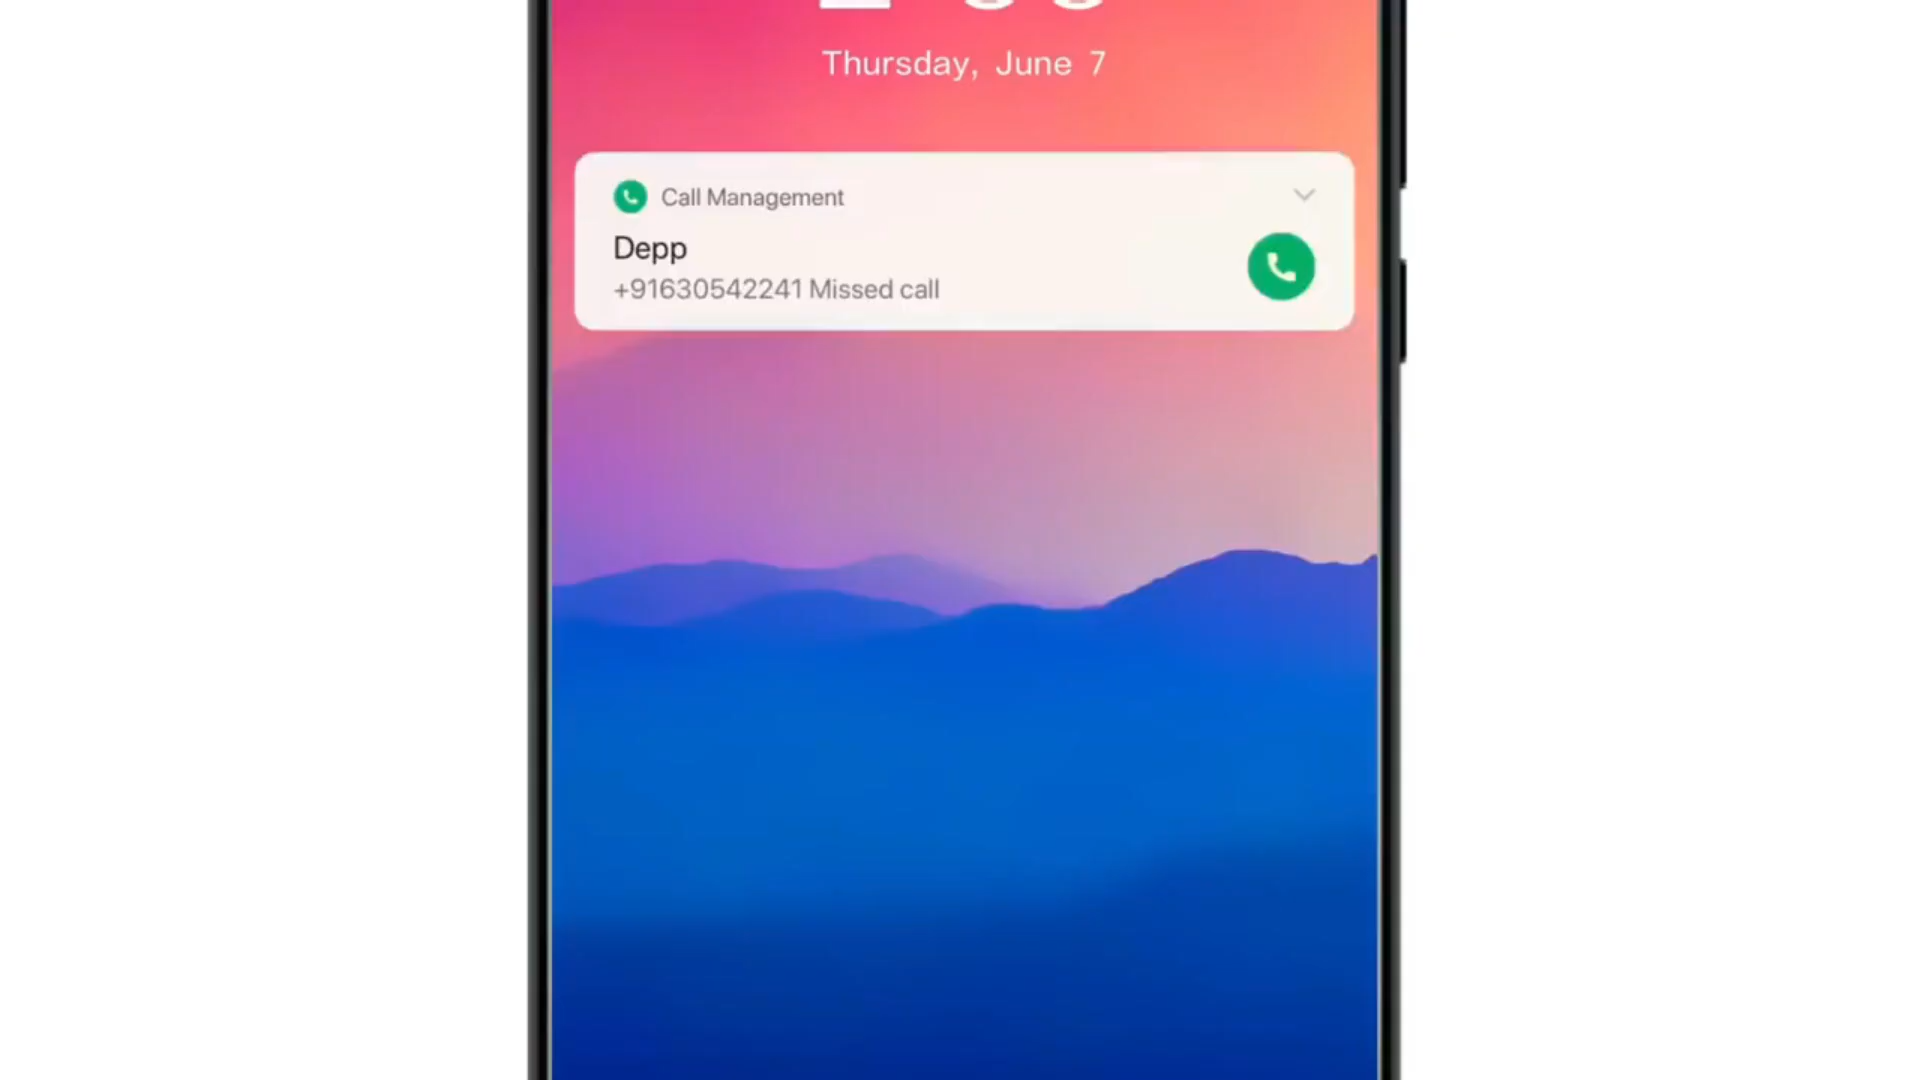 Thursday, June 7
Call Management
Depp
+91630542241 Missed call